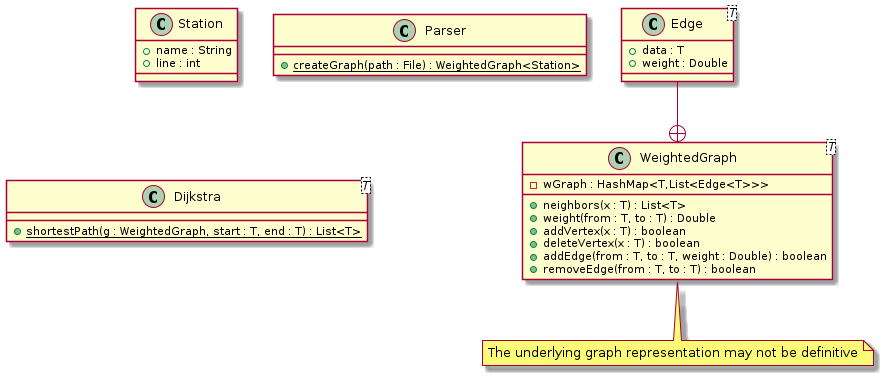 C Station
+ name : String
+ line : int
C Parser
createGraph(path : File) : WeightedGraph<Station>
C Edge T
data : T
weight : Double
C Dijkstra T
shortestPath(g : WeightedGraph, start : T, end : T) : List<T>
C WeightedGraph T
wGraph : HashMap<T,List<Edge<T>>>
neighbors(x : T) : List<T>
weight(from : T, to : T) : Double
addVertex(x : T) : boolean
deleteVertex(x : T) : boolean
addEdge(from : T, to : T, weight : Double) : boolean
removeEdge(from : T, to : T) : boolean
The underlying graph representation may not be definitive